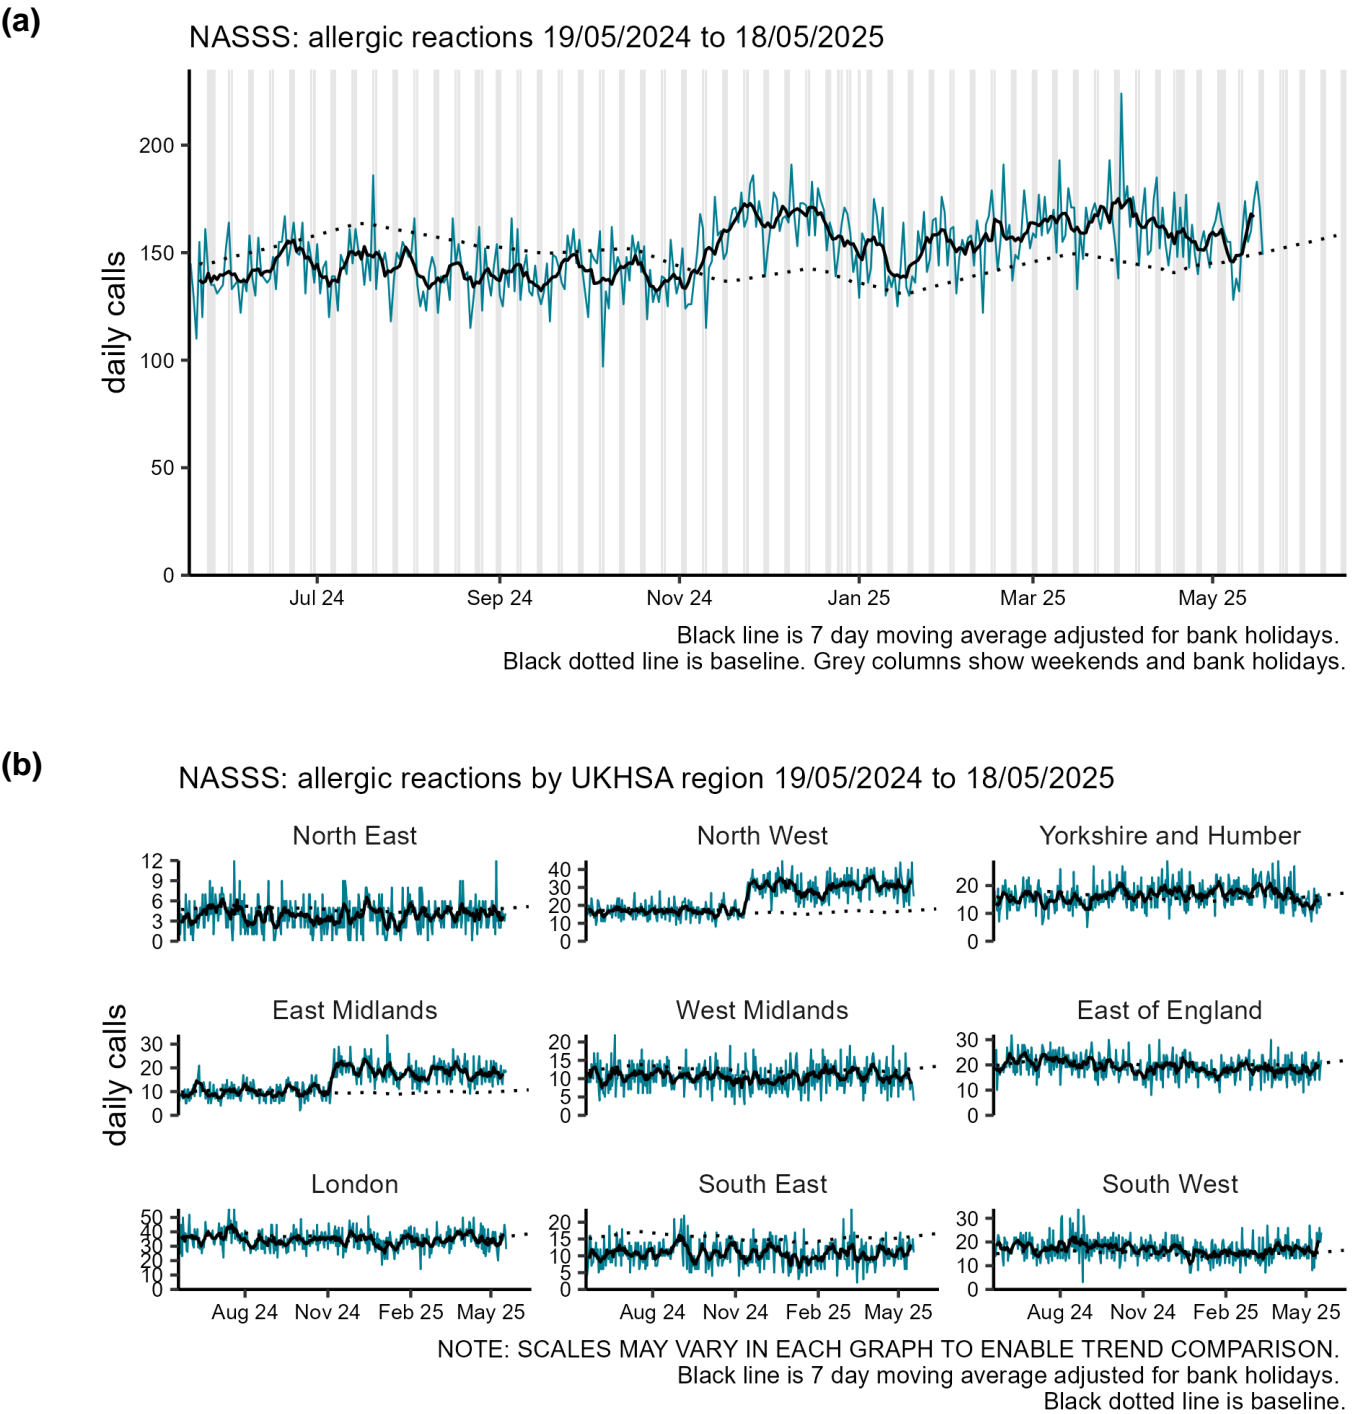 (a)
NASSS: allergic reactions 19/05/2024 to 18/05/2025
daily calls
200
150
100
50
0
Jul 24 Sep 24 Nov 24 Jan 25 Mar 25 May 25
Black line is 7 day moving average adjusted for bank holidays.
Black dotted line is baseline. Grey columns show weekends and bank holidays.
(b)
NASSS: allergic reactions by UKHSA region 19/05/2024 to 18/05/2025
daily calls
North East North West Yorkshire and Humber
12
9
6
3
0
40
30
20
10
0
20
10
0
East Midlands West Midlands East of England
30
20
10
0
20
15
10
5
0
30
20
10
0
London South East South West
50
40
30
20
10
0
20
15
10
5
0
30
20
10
0
Aug 24 Nov 24 Feb 25 May 25 Aug 24 Nov 24 Feb 25 May 25 Aug 24 Nov 24 Feb 25 May 25
NOTE: SCALES MAY VARY IN EACH GRAPH TO ENABLE TREND COMPARISON.
Black line is 7 day moving average adjusted for bank holidays.
Black dotted line is baseline.